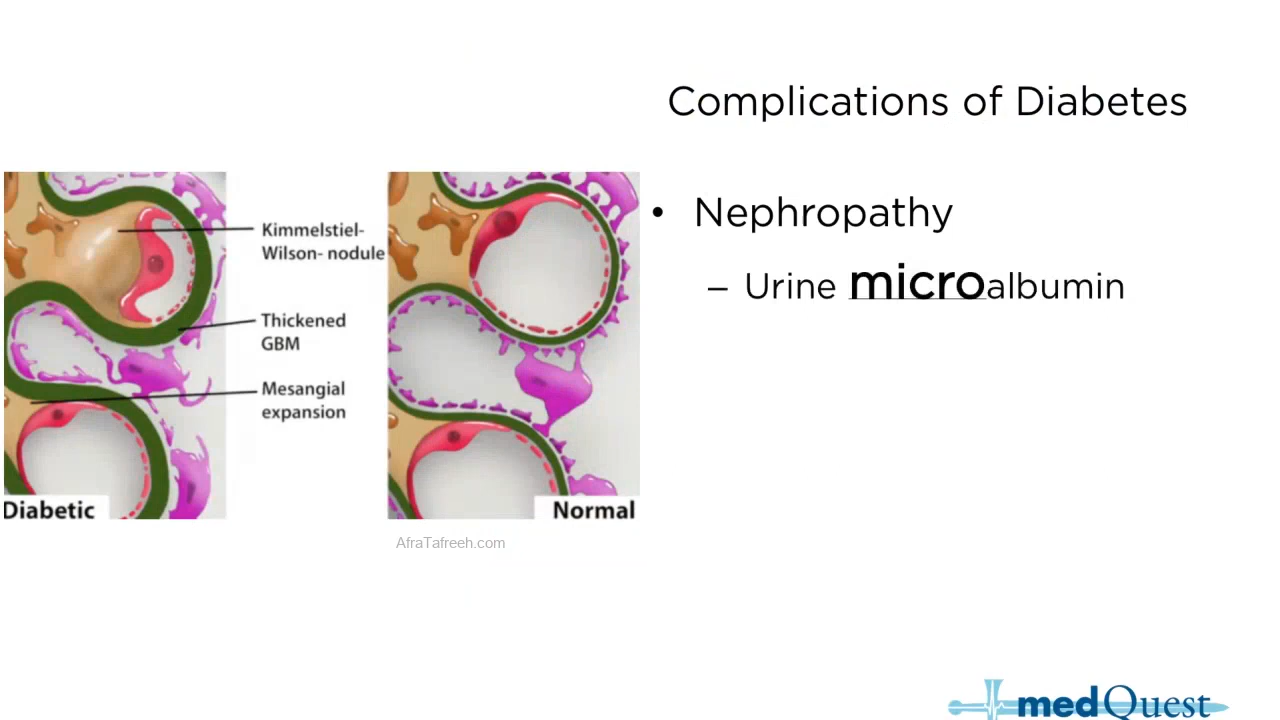 Complications of Diabetes
• Nephropathy
– Urine microalbumin
Kimmelstiel-
Wilson- nodule
Thickened
GBM
Mesangial
expansion
Diabetic
Normal
AfraTafreeh.com
medQuest